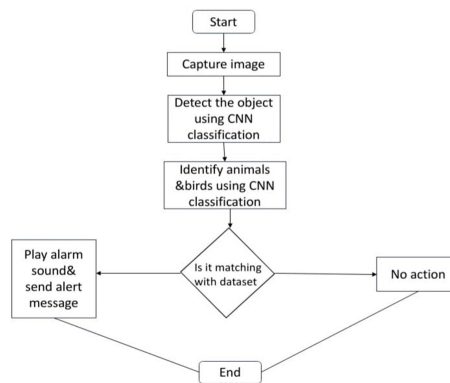 Start
Capture image
Detect the object
using CNN
classification
Identify animals
&birds using CNN
classification
Is it matching
with dataset
Play alarm
sound&
send alert
message
No action
End